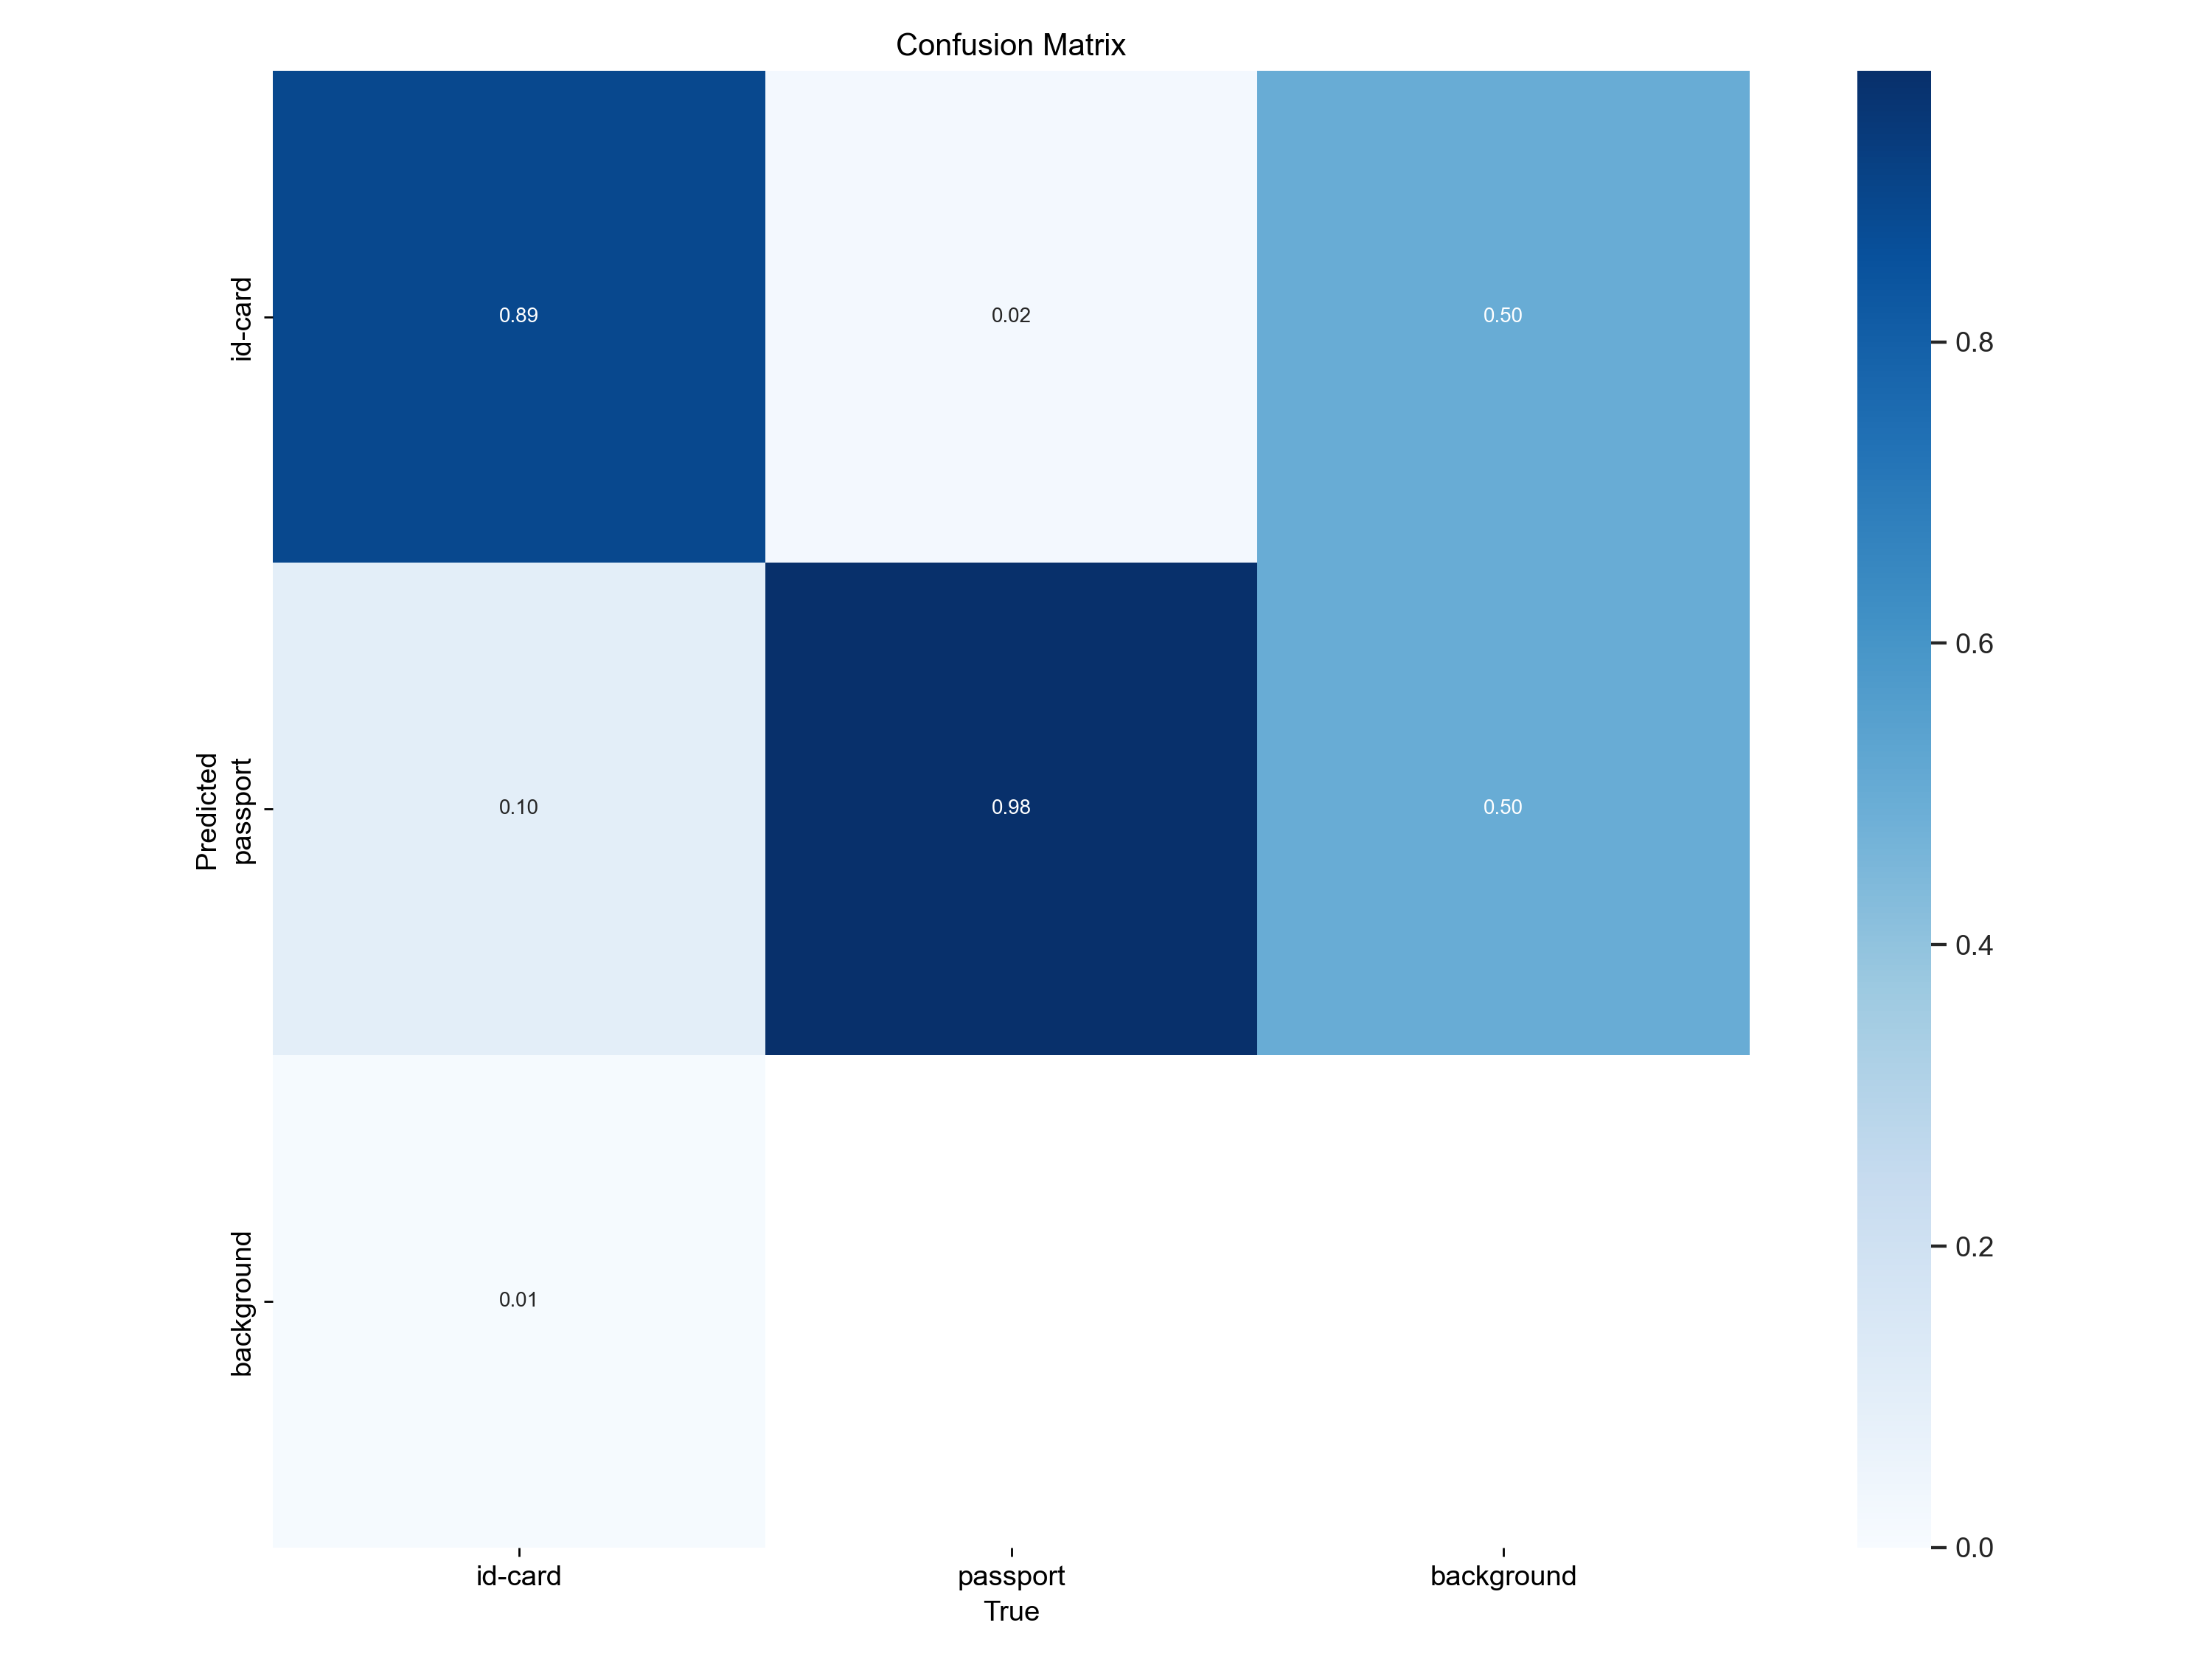 Confusion Matrix
id-card
0.89
0.02
0.50
Predicted
passport
0.10
0.98
0.50
background
0.01
id-card
passport
background
True
0.8
0.6
0.4
0.2
0.0